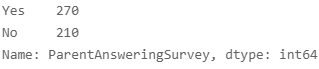 Yes    270
No     210
Name: ParentAnsweringSurvey, dtype: int64